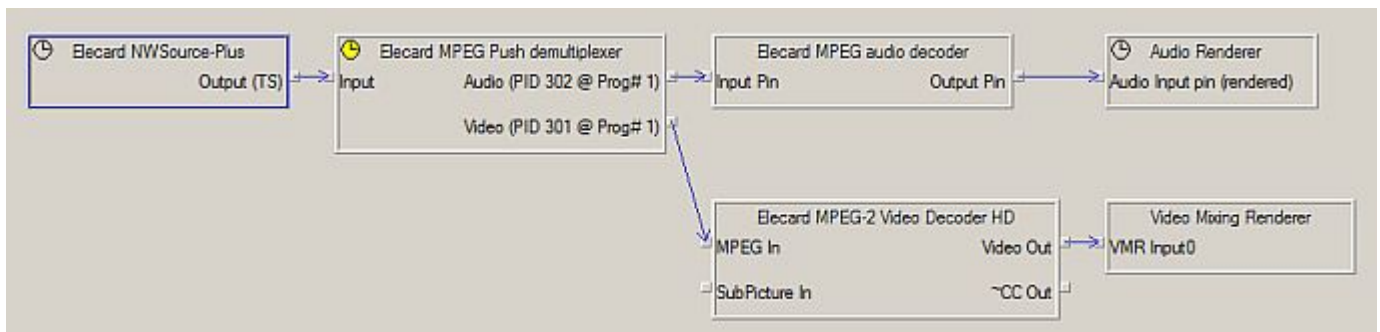 Elecard NWSource-Plus
Output (TS)
Elecard MPEG Push demultiplexer
Input
Audio (PID 302 @ Prog# 1)
Video (PID 301 @ Prog# 1)
Elecard MPEG audio decoder
Input Pin
Output Pin
Audio Renderer
Audio Input pin (rendered)
Elecard MPEG-2 Video Decoder HD
MPEG In
Video Out
SubPicture In
~CC Out
Video Mixing Renderer
VMR Input0